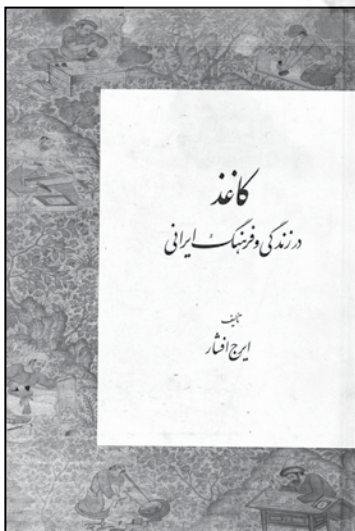 کاغذ
در زندگی و فرهنگ ایرانی
تألیف
ایرج افشار